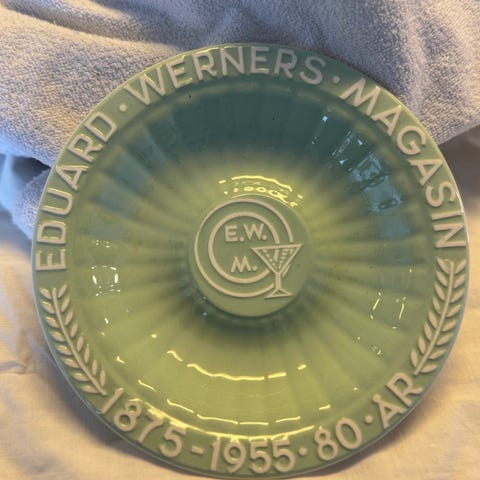 EDUARD · WERNERS · MAGASIN
E.W.
M.
1875-1955·80·ÅR